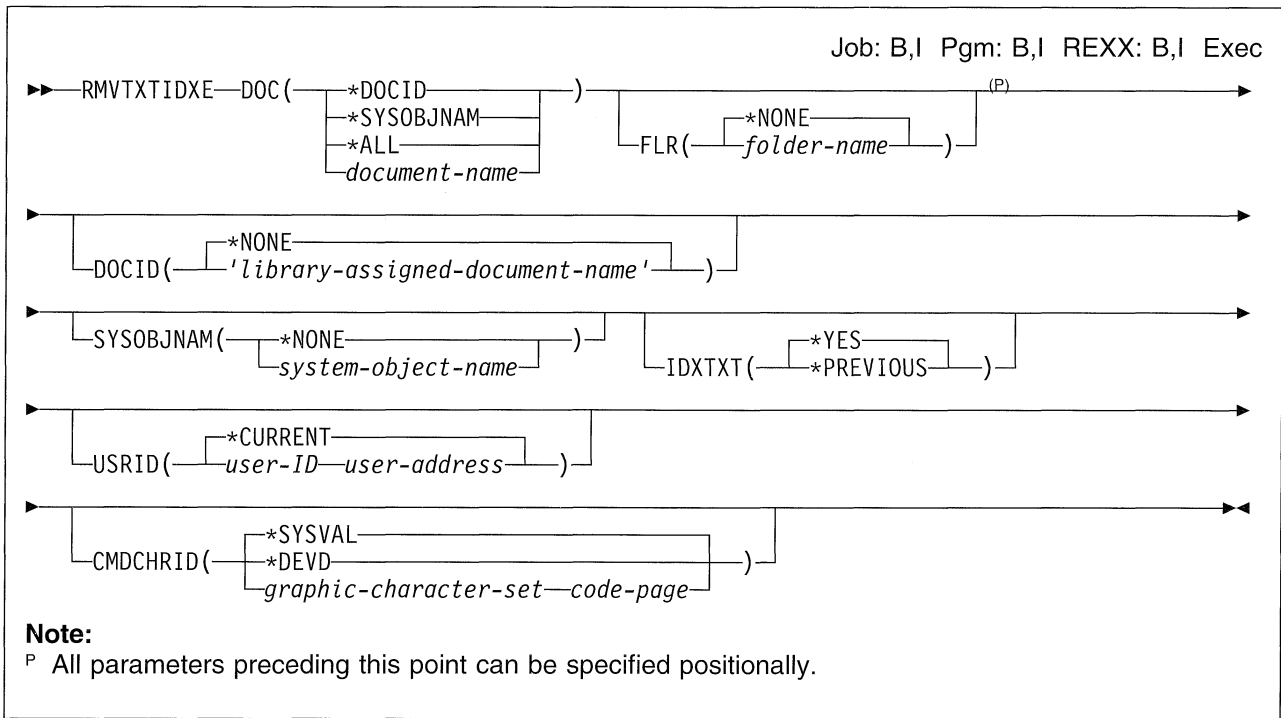 Job: B,I Pgm: B,I REXX: B,I Exec
RMVTXTIDXE DOC( *DOCID ) (P)
*SYSOBJNAM
*ALL
document-name
FLR( *NONE )
folder-name
DOCID( *NONE )
'library-assigned-document-name'
SYSOBJNAM( *NONE )
system-object-name
IDXTXT( *YES )
*PREVIOUS
USRID( *CURRENT )
user-ID user-address
CMDCHRID( *SYSVAL )
*DEVD
graphic-character-set code-page
Note:
P All parameters preceding this point can be specified positionally.